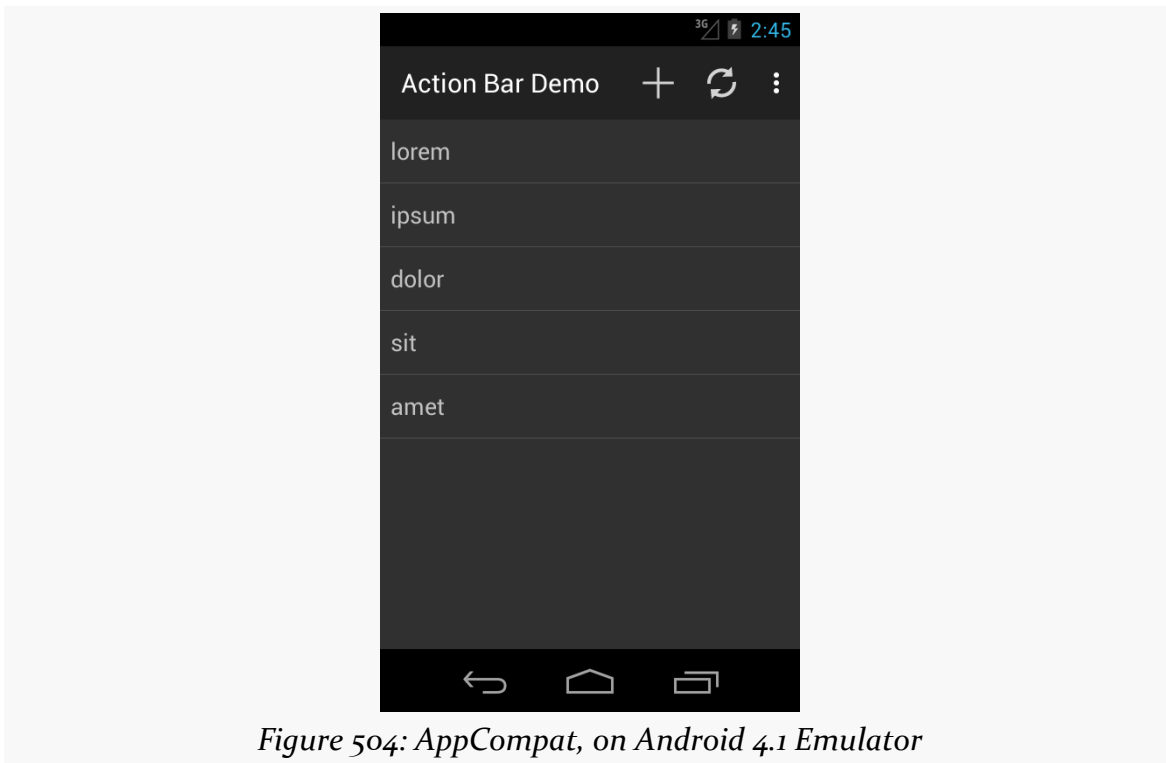 3G 2:45
Action Bar Demo
lorem
ipsum
dolor
sit
amet
Figure 504: AppCompat, on Android 4.1 Emulator